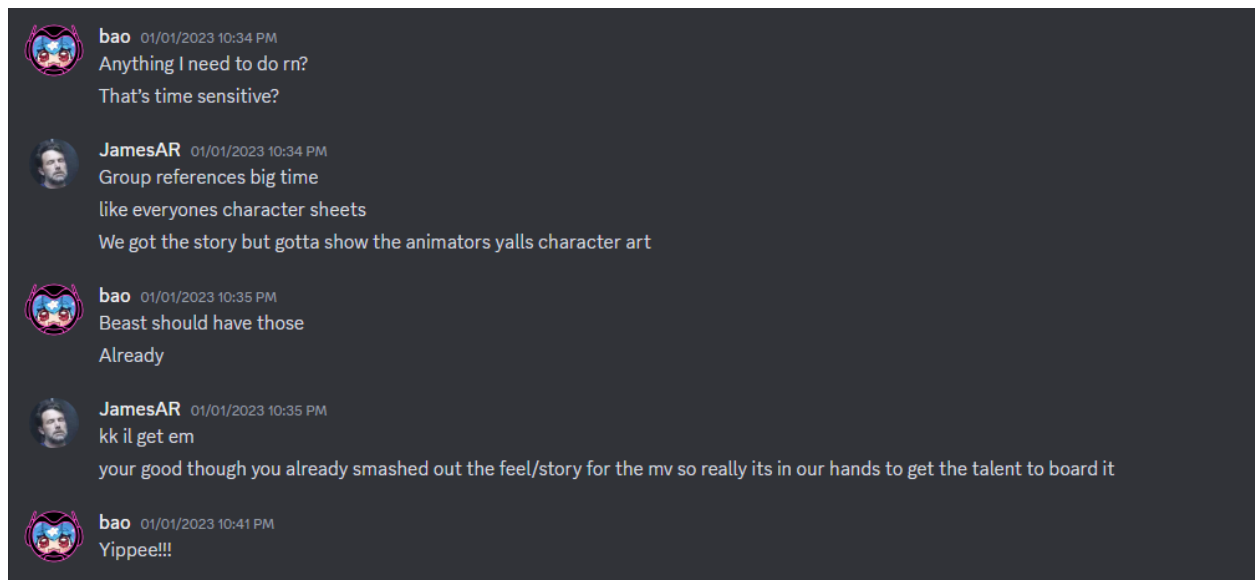 bao 01/01/2023 10:34 PM
Anything I need to do rn?
That's time sensitive?
JamesAR 01/01/2023 10:34 PM
Group references big time
like everyones character sheets
We got the story but gotta show the animators yalls character art
bao 01/01/2023 10:35 PM
Beast should have those
Already
JamesAR 01/01/2023 10:35 PM
kk il get em
your good though you already smashed out the feel/story for the mv so really its in our hands to get the talent to board it
bao 01/01/2023 10:41 PM
Yippee!!!